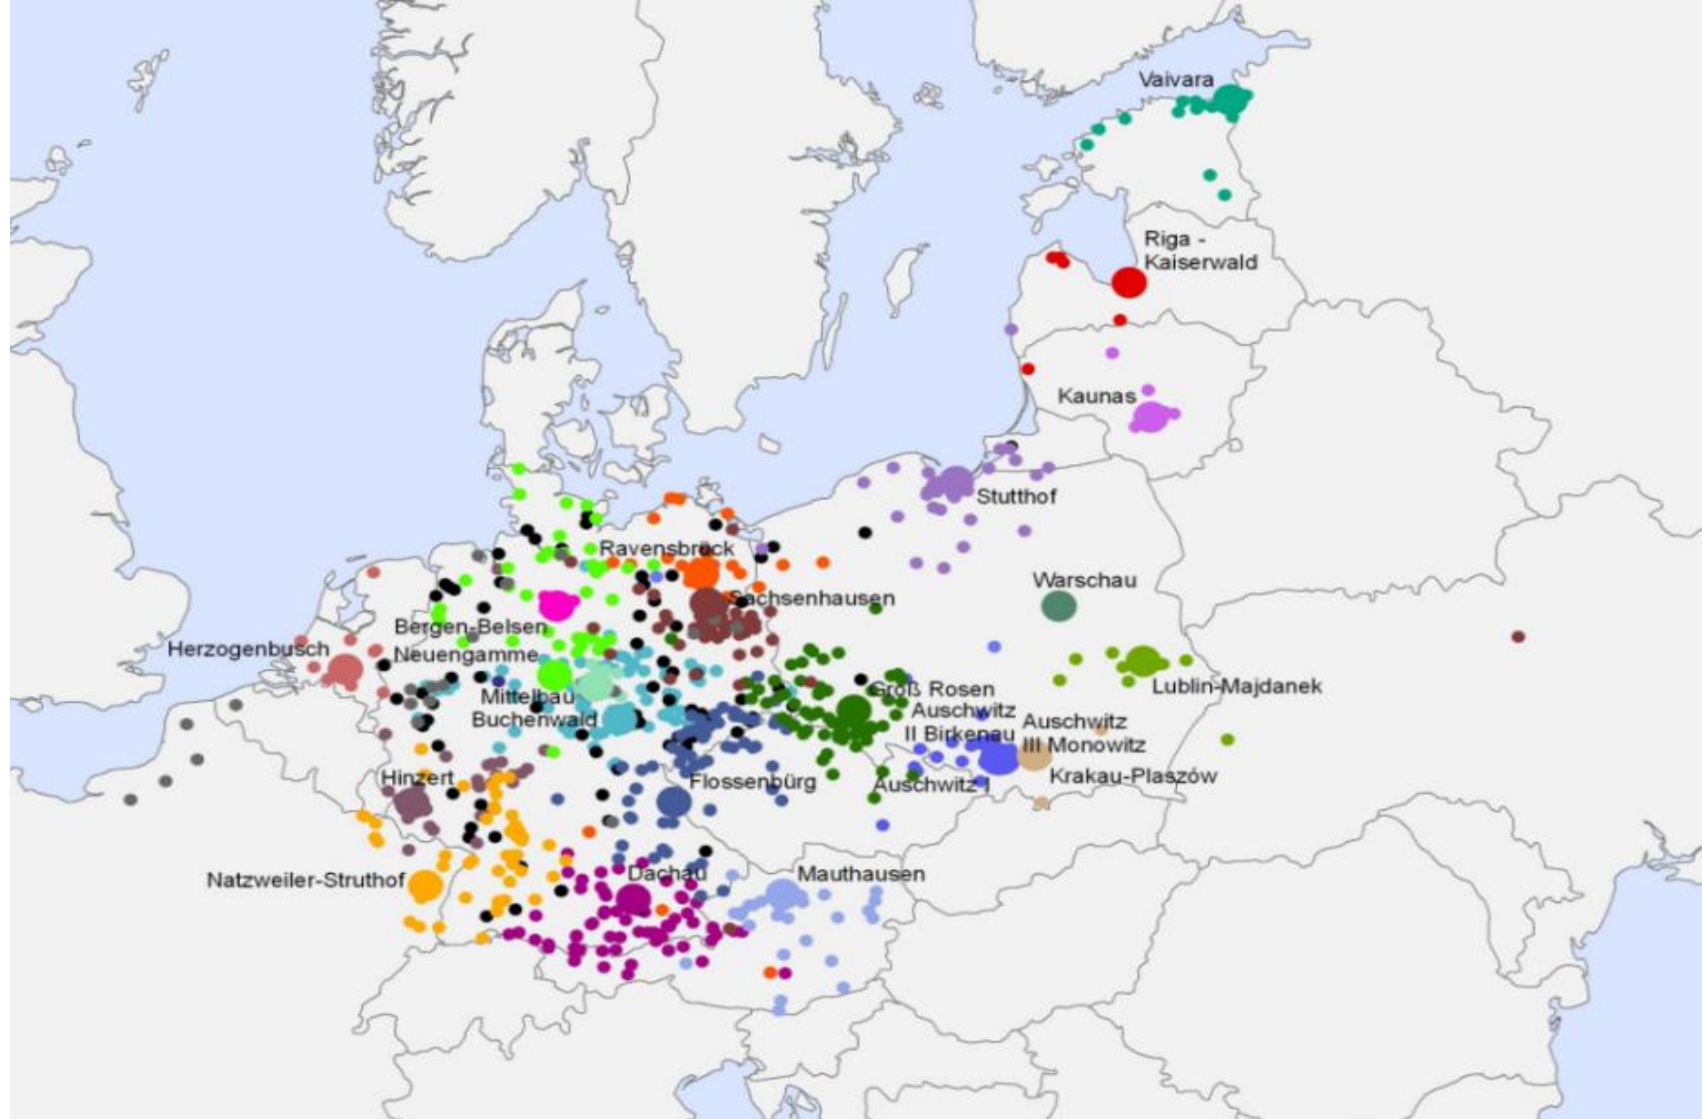 Vaivara
Riga -
Kaiserwald
Kaunas
Stutthof
Ravensbrück
Warschau
Sachsenhausen
Bergen-Belsen
Herzogenbusch
Neuengamme
Lublin-Majdanek
Mittelbau
Groß Rosen
Buchenwald
Auschwitz
II Birkenau
Auschwitz
III Monowitz
Hinzert
Flossenbürg
Auschwitz I
Krakau-Plaszów
Natzweiler-Struthof
Dachau
Mauthausen